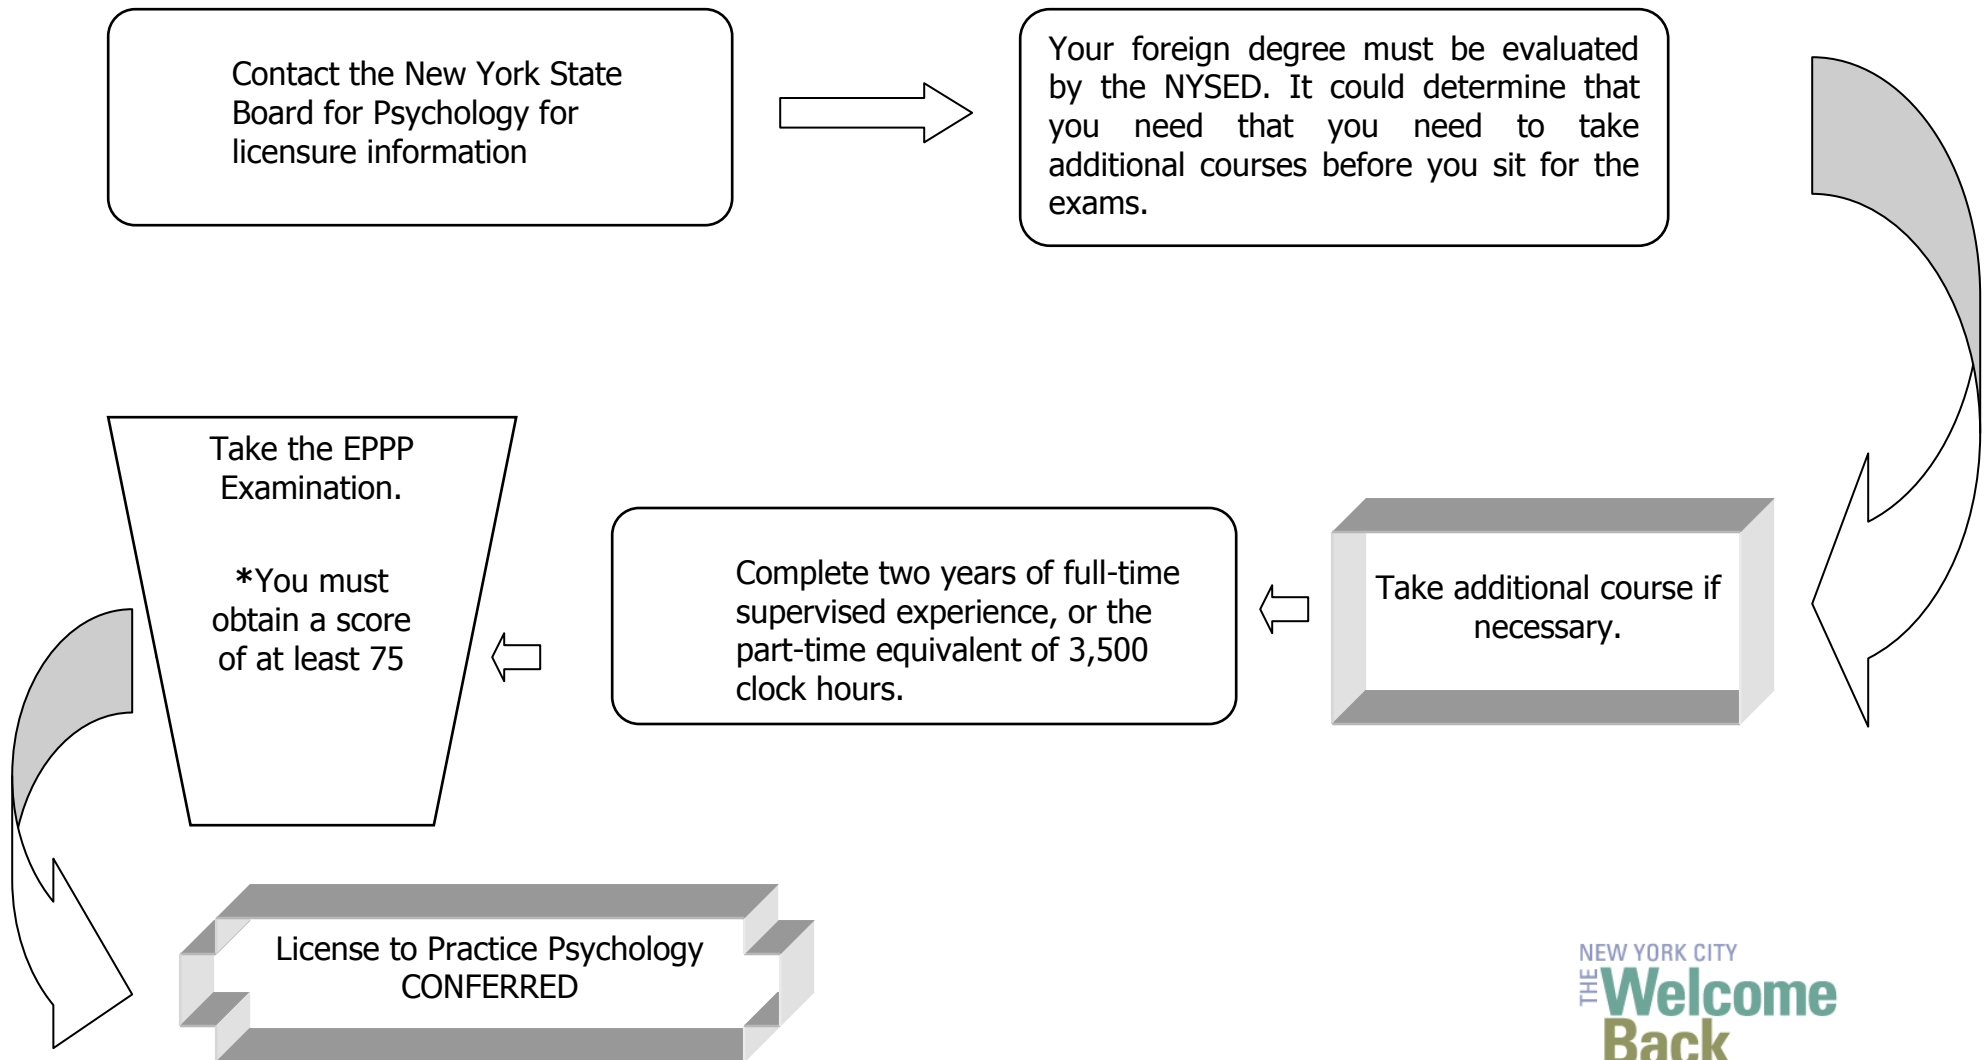 Contact the New York State
Board for Psychology for
licensure information
Your foreign degree must be evaluated
by the NYSED. It could determine that
you need that you need to take
additional courses before you sit for the
exams.
Take additional course if
necessary.
Complete two years of full-time
supervised experience, or the
part-time equivalent of 3,500
clock hours.
Take the EPPP
Examination.
*You must
obtain a score
of at least 75
License to Practice Psychology
CONFERRED
NEW YORK CITY
THE Welcome
Back